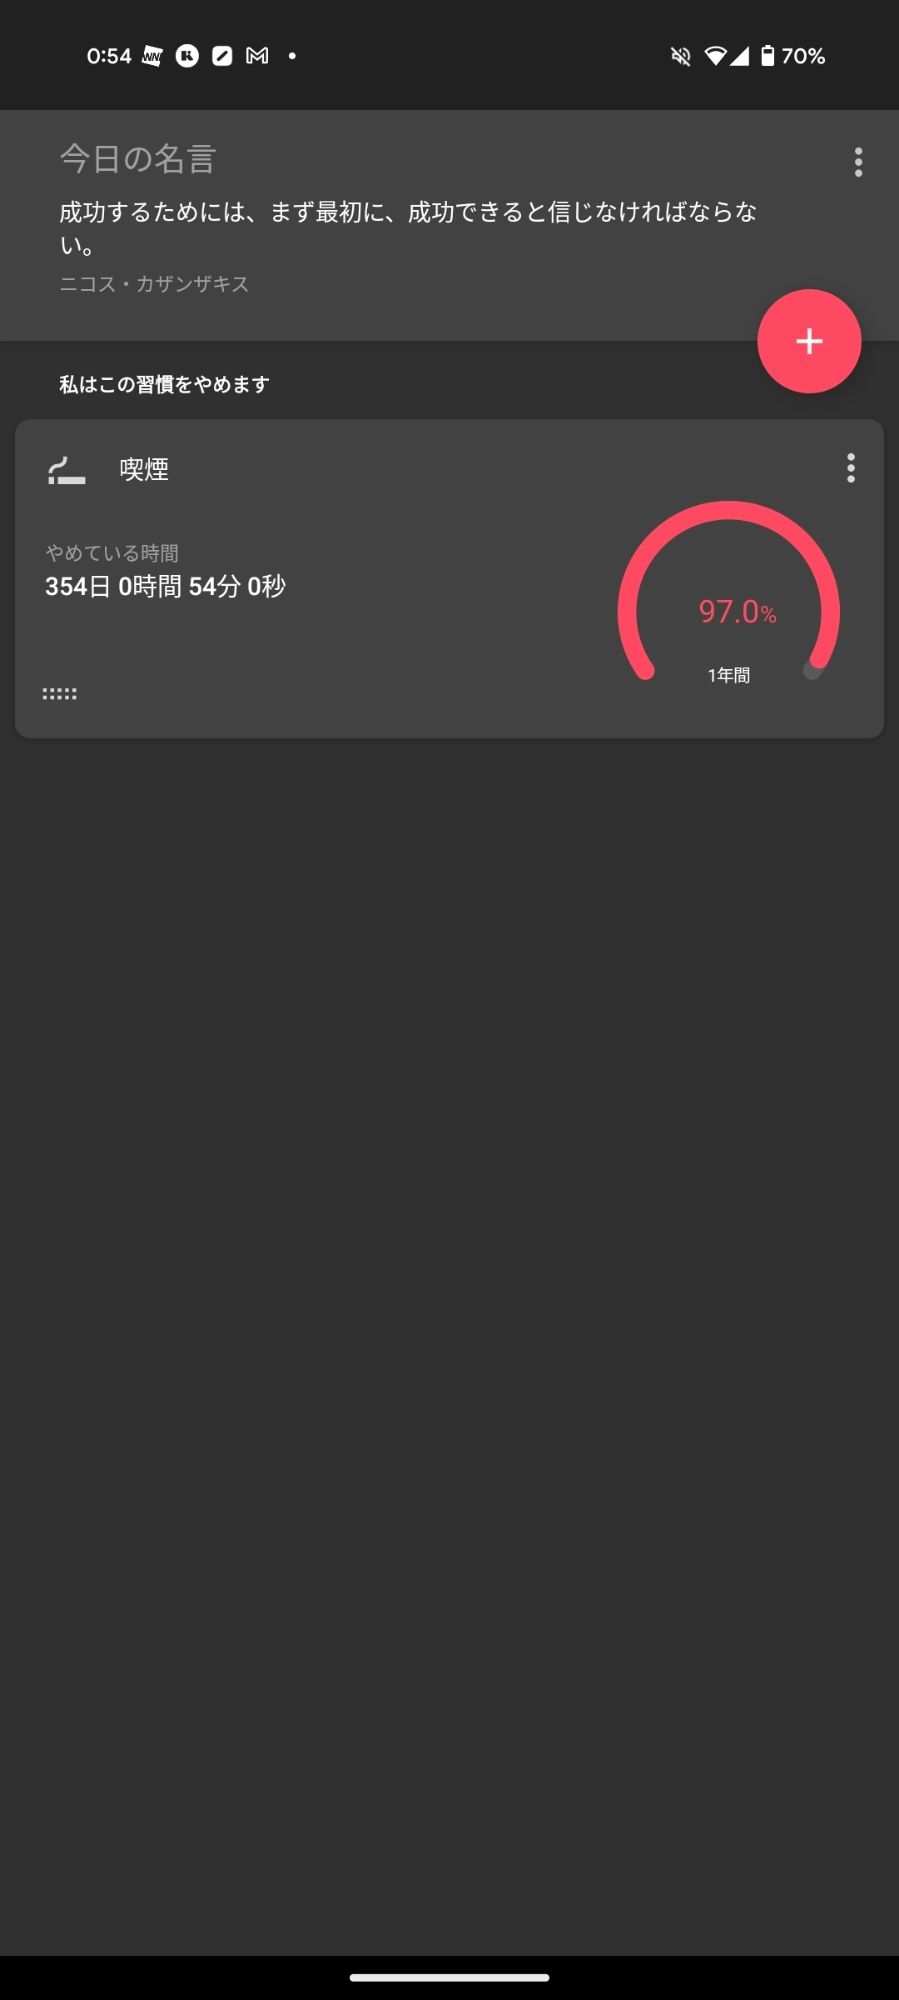 0:54
70%
今日の名言
成功するためには、まず最初に、成功できると信じなければならな
い。
ニコス・カザンザキス
私はこの習慣をやめます
喫煙
やめている時間
354日 0時間 54分 0秒
97.0%
1年間